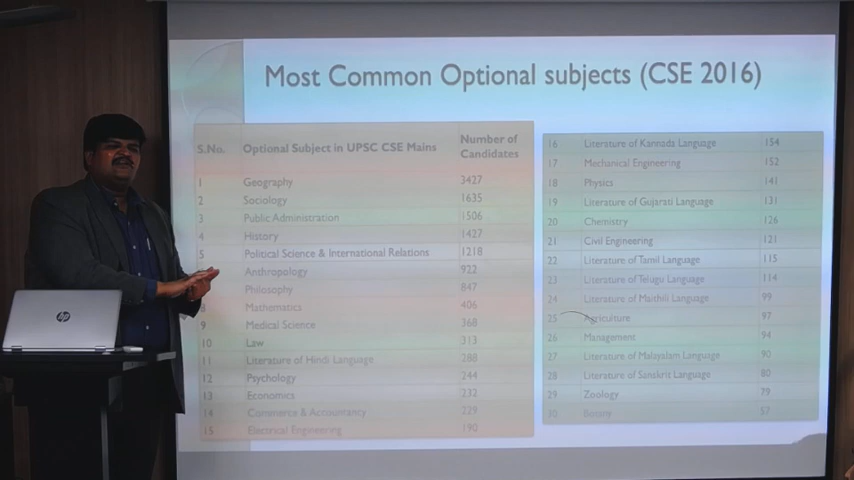 Most Common Optional subjects (CSE 2016)
S.No. Optional Subject in UPSC CSE Mains Number of Candidates
1 Geography 3427
2 Sociology 1635
3 Public Administration 1506
4 History 1427
5 Political Science & International Relations 1218
Anthropology 922
Philosophy 847
8 Mathematics 406
9 Medical Science 368
10 Law 313
11 Literature of Hindi Language 288
12 Psychology 244
13 Economics 232
14 Commerce & Accountancy 229
15 Electrical Engineering 190
16 Literature of Kannada Language 154
17 Mechanical Engineering 152
18 Physics 141
19 Literature of Gujarati Language 131
20 Chemistry 126
21 Civil Engineering 121
22 Literature of Tamil Language 115
23 Literature of Telugu Language 114
24 Literature of Maithili Language 99
25 Agriculture 97
26 Management 94
27 Literature of Malayalam Language 90
28 Literature of Sanskrit Language 80
29 Zoology 79
30 Botany 57
hp